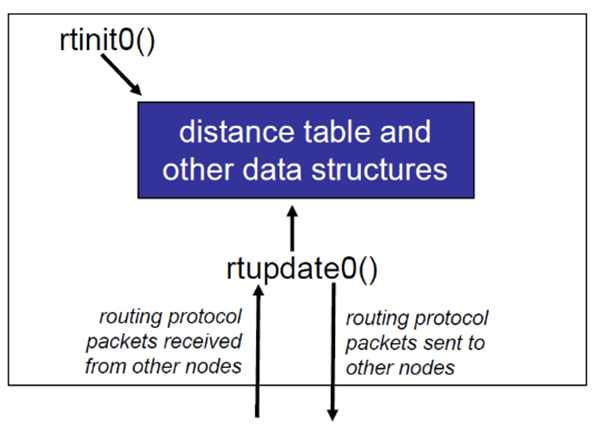 rtinit0()
distance table and
other data structures
rtupdate0()
routing protocol
packets received
from other nodes
routing protocol
packets sent to
other nodes